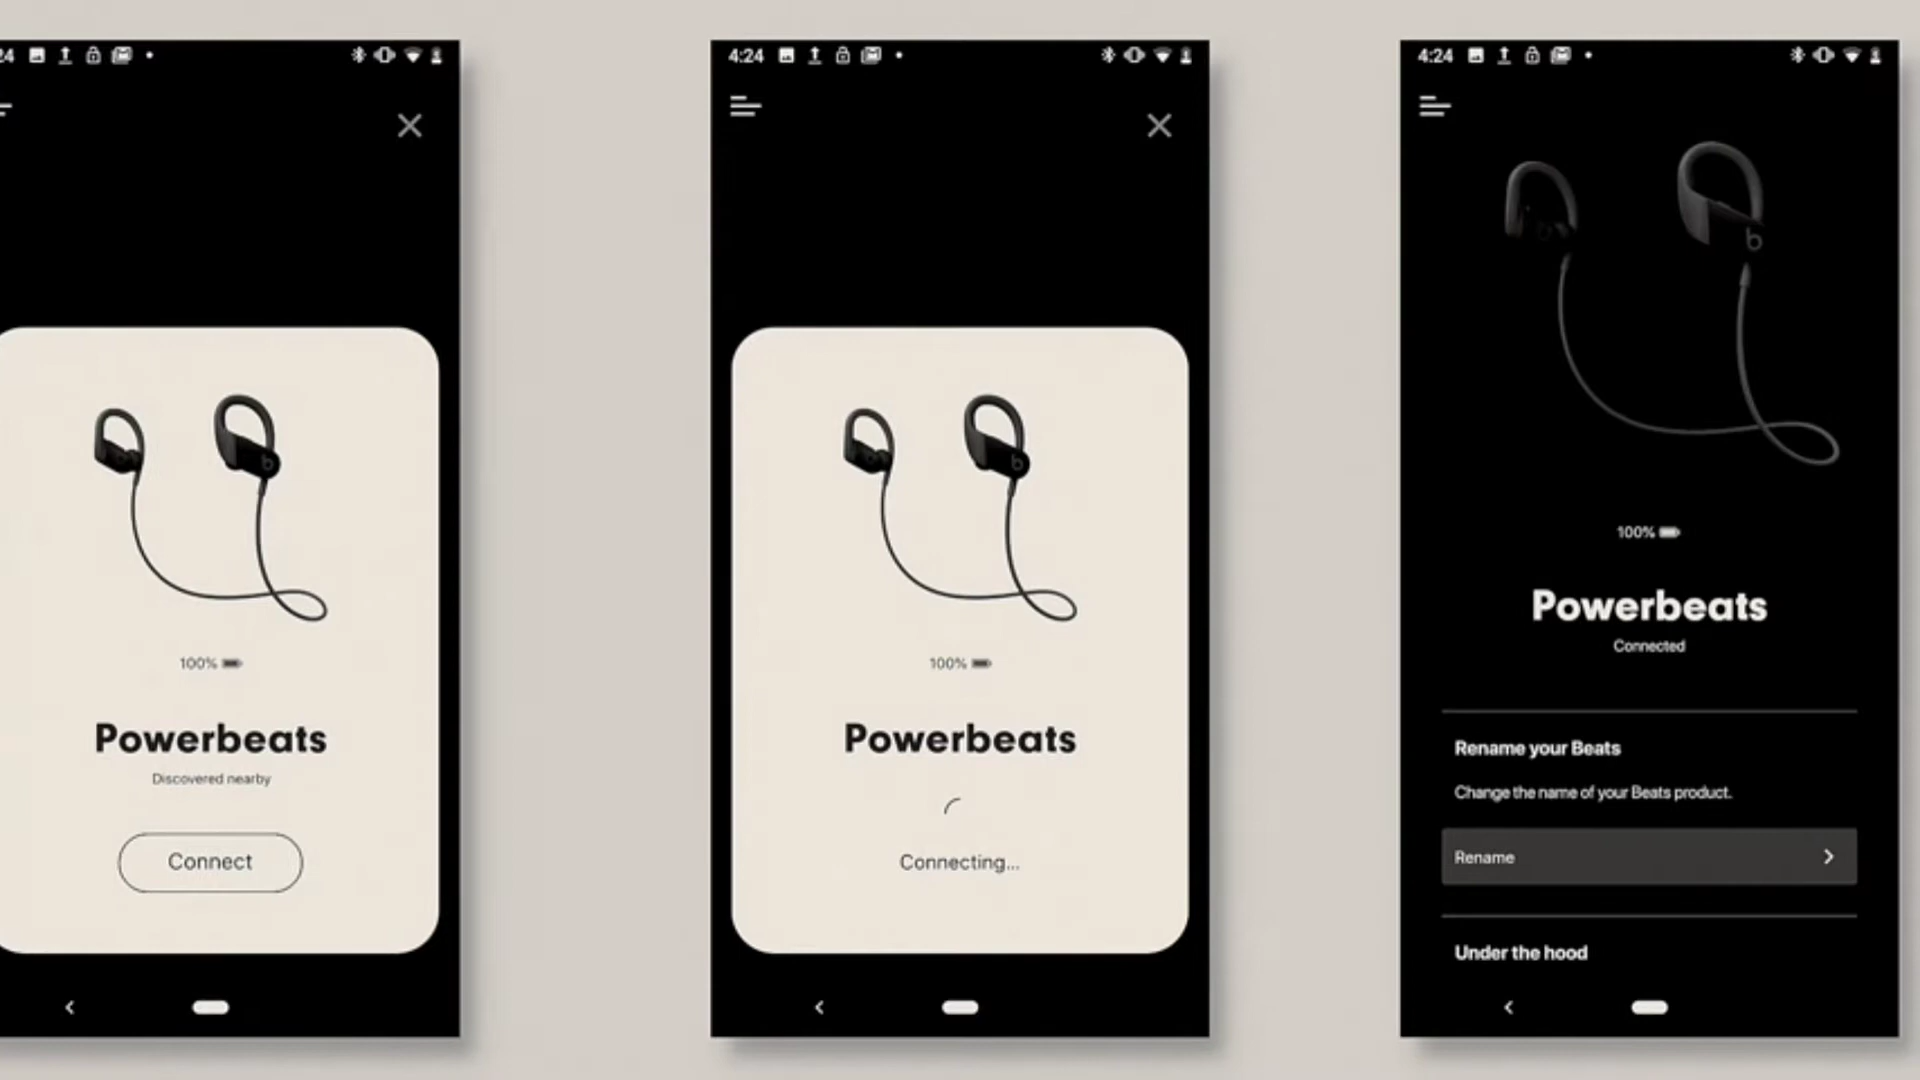 24
100%
Powerbeats
Discovered nearby
Connect
4:24
100%
Powerbeats
Connecting...
4:24
100%
Powerbeats
Connected
Rename your Beats
Change the name of your Beats product.
Rename
Under the hood